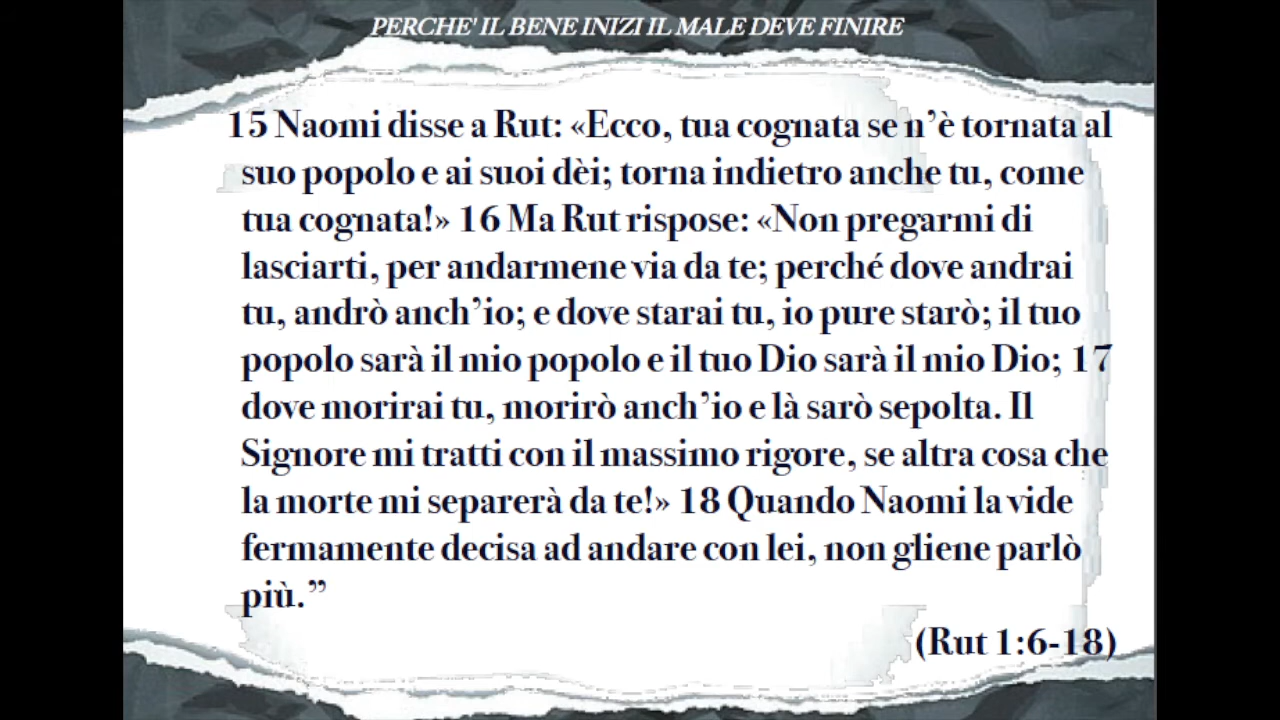 PERCHE' IL BENE INIZI IL MALE DEVE FINIRE
15 Naomi disse a Rut: «Ecco, tua cognata se n’è tornata al
suo popolo e ai suoi dèi; torna indietro anche tu, come
tua cognata!» 16 Ma Rut rispose: «Non pregarmi di
lasciarti, per andarmene via da te; perché dove andrai
tu, andrò anch’io; e dove starai tu, io pure starò; il tuo
popolo sarà il mio popolo e il tuo Dio sarà il mio Dio; 17
dove morirai tu, morirò anch’io e là sarò sepolta. Il
Signore mi tratti con il massimo rigore, se altra cosa che
la morte mi separerà da te!» 18 Quando Naomi la vide
fermamente decisa ad andare con lei, non gliene parlò
più.”
(Rut 1:6-18)